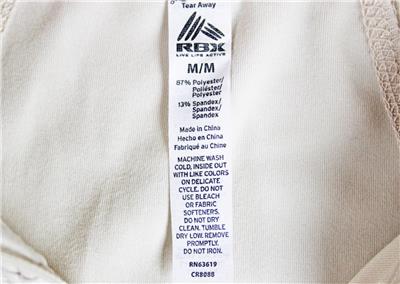 Tear Away
RBX
LIVE LIFE ACTIVE
M/M
87% Polyester/
Poliéster/
Polyester
13% Spandex/
Spandex/
Spandex
Made in China
Hecho en China
Fabriqué au Chine
MACHINE WASH
COLD, INSIDE OUT
WITH LIKE COLORS
ON DELICATE
CYCLE. DO NOT
USE BLEACH
OR FABRIC
SOFTENERS.
DO NOT DRY
CLEAN. TUMBLE
DRY LOW. REMOVE
PROMPTLY.
DO NOT IRON.
RN63619
CR8088